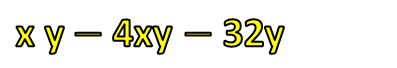 x y – 4xy – 32y